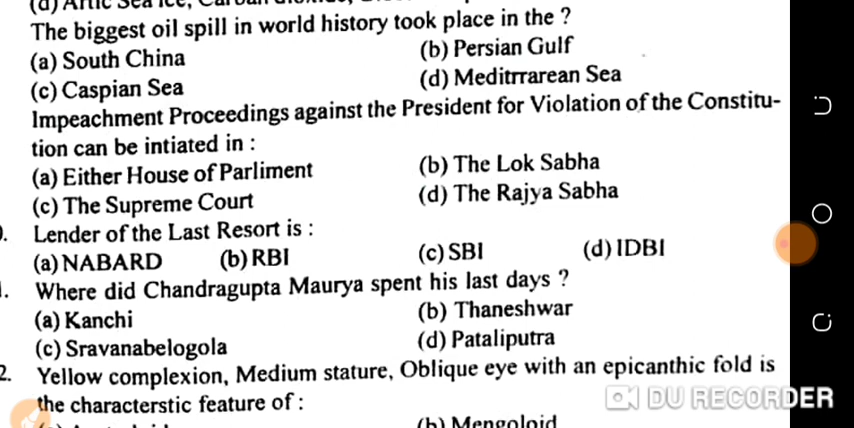 The biggest oil spill in world history took place in the ?
(a) South China (b) Persian Gulf
(c) Caspian Sea (d) Meditrrarean Sea
Impeachment Proceedings against the President for Violation of the Constitu-
tion can be intiated in :
(a) Either House of Parliment (b) The Lok Sabha
(c) The Supreme Court (d) The Rajya Sabha
Lender of the Last Resort is :
(a) NABARD (b) RBI (c) SBI (d) IDBI
Where did Chandragupta Maurya spent his last days ?
(a) Kanchi (b) Thaneshwar
(c) Sravanabelogola (d) Pataliputra
2. Yellow complexion, Medium stature, Oblique eye with an epicanthic fold is
the characterstic feature of :
(b) Mengoloid
DU RECORDER